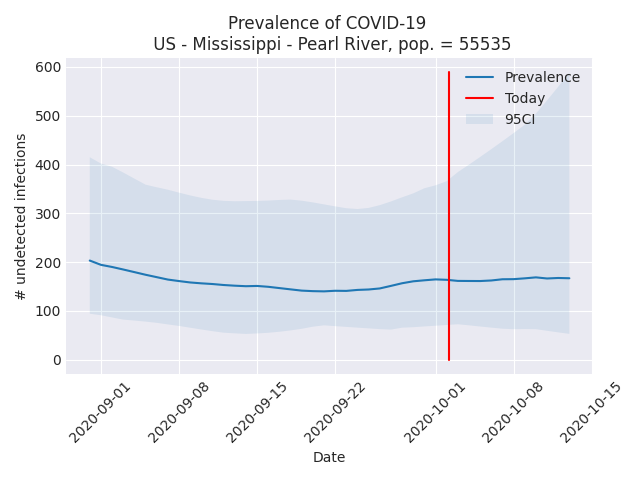 Prevalence of COVID-19
US - Mississippi - Pearl River, pop. = 55535
600
500
400
300
200
100
0
# undetected infections
Prevalence
Today
95CI
2020-09-01
2020-09-08
2020-09-15
2020-09-22
2020-10-01
2020-10-08
2020-10-15
Date